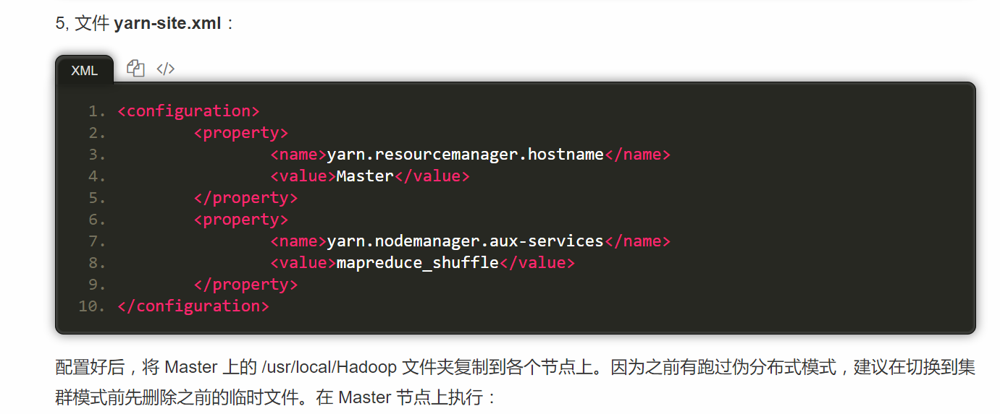 5, 文件 yarn-site.xml：
XML </>
1. <configuration>
2. <property>
3. <name>yarn.resourcemanager.hostname</name>
4. <value>Master</value>
5. </property>
6. <property>
7. <name>yarn.nodemanager.aux-services</name>
8. <value>mapreduce_shuffle</value>
9. </property>
10. </configuration>
配置好后，将 Master 上的 /usr/local/Hadoop 文件夹复制到各个节点上。因为之前有跑过伪分布式模式，建议在切换到集
群模式前先删除之前的临时文件。在 Master 节点上执行：